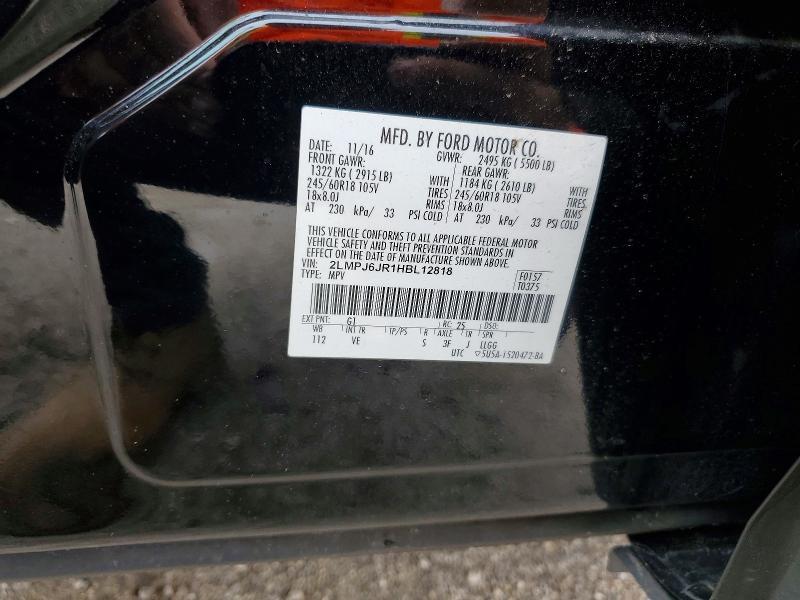 MFD. BY FORD MOTOR CO.
DATE: 11/16 GVWR: 2495 KG ( 5500 LB)
FRONT GAWR: REAR GAWR:
1322 KG ( 2915 LB) WITH 1184 KG ( 2610 LB) WITH
245/60R18 105V TIRES 245/60R18 105V TIRES
18x8.0J RIMS 18x8.0J RIMS
AT 230 kPa/ 33 PSI COLD AT 230 kPa/ 33 PSI COLD
THIS VEHICLE CONFORMS TO ALL APPLICABLE FEDERAL MOTOR
VEHICLE SAFETY AND THEFT PREVENTION STANDARDS IN
EFFECT ON THE DATE OF MANUFACTURE SHOWN ABOVE.
VIN: 2LMPJ6JR1HBL12818 F0157
TYPE: MPV T0375
EXT PNT: G1 RC: 25 DSO:
WB INT TR TP/PS R AXLE TR SPR
112 VE S 3F J LLGG
UTC 5U5A-1520472-BA